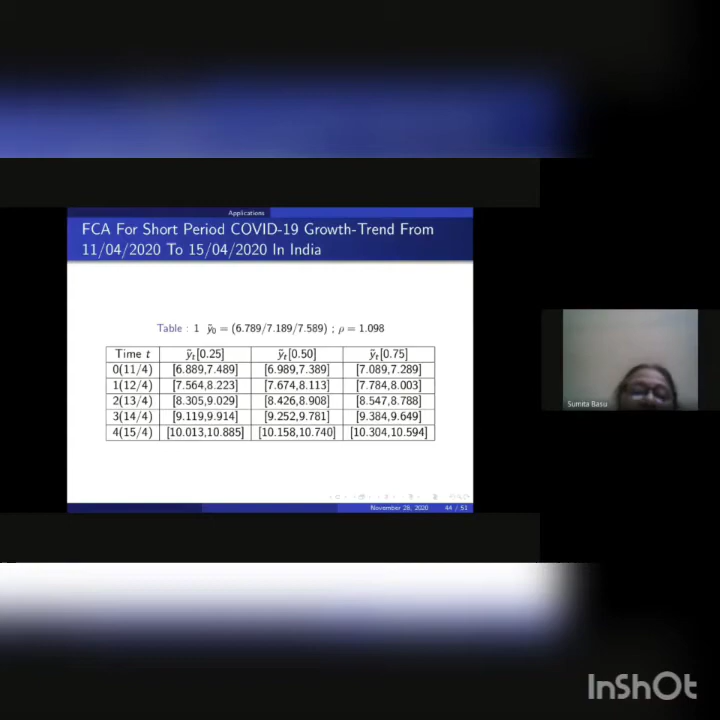 Applications
FCA For Short Period COVID-19 Growth-Trend From
11/04/2020 To 15/04/2020 In India
Table : 1 ỹ₀ = (6.789/7.189/7.589) ; ρ = 1.098
Time t ỹₜ[0.25] ỹₜ[0.50] ỹₜ[0.75]
0(11/4) [6.889,7.489] [6.989,7.389] [7.089,7.289]
1(12/4) [7.564,8.223] [7.674,8.113] [7.784,8.003]
2(13/4) [8.305,9.029] [8.426,8.908] [8.547,8.788]
3(14/4) [9.119,9.914] [9.252,9.781] [9.384,9.649]
4(15/4) [10.013,10.885] [10.158,10.740] [10.304,10.594]
November 28, 2020 44 / 51
Sumita Basu
InShOt